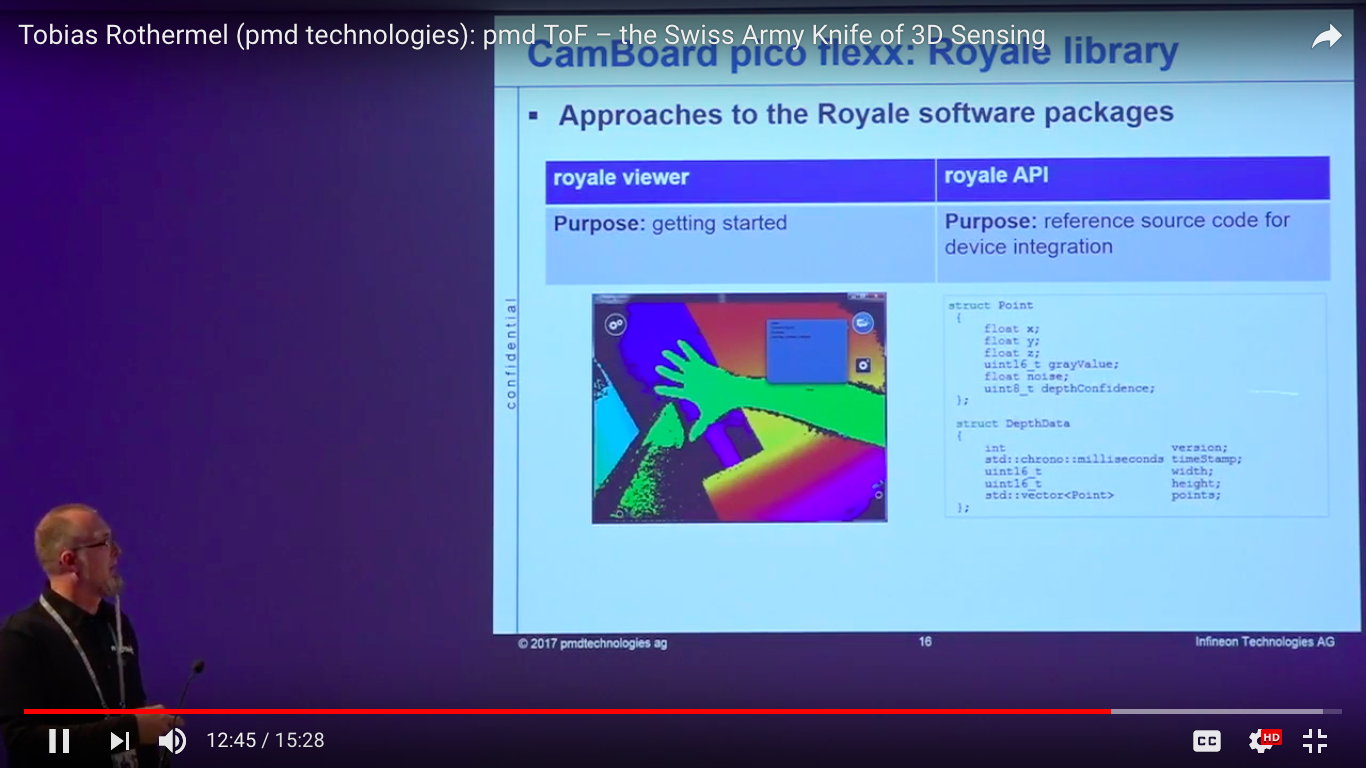 Tobias Rothermel (pmd technologies): pmd ToF – the Swiss Army Knife of 3D Sensing
CamBoard pico flexx: Royale library
▪ Approaches to the Royale software packages
royale viewer
royale API
Purpose: getting started
Purpose: reference source code for
device integration
confidential
struct Point
{
float x;
float y;
float z;
uint16_t grayValue;
float noise;
uint8_t depthConfidence;
};
struct DepthData
{
int version;
std::chrono::milliseconds timeStamp;
uint16_t width;
uint16_t height;
std::vector<Point> points;
};
© 2017 pmdtechnologies ag
16
Infineon Technologies AG
12:45 / 15:28
CC
HD